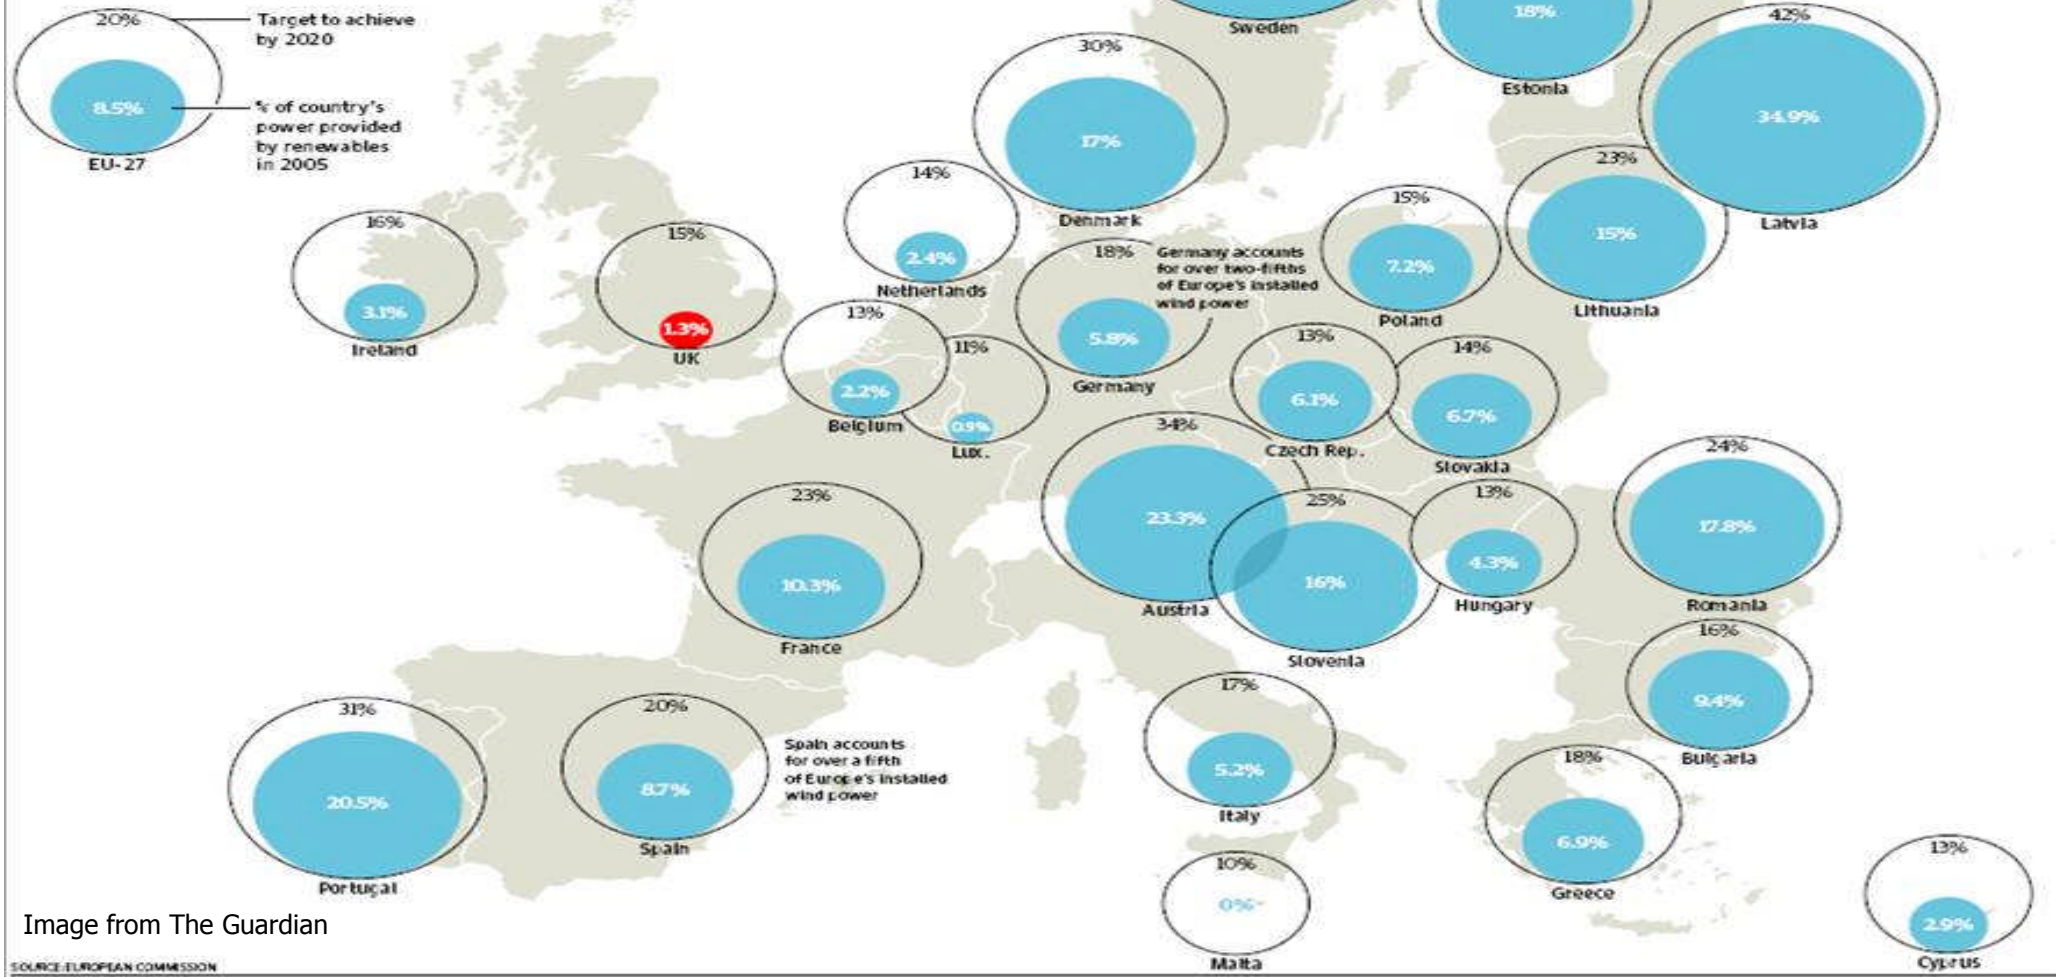 20%
Target to achieve
by 2020
8.5%
% of country's
power provided
by renewables
in 2005
EU-27
Sweden
18%
Estonia
42%
34.9%
Latvia
30%
17%
Denmark
14%
2.4%
Netherlands
23%
15%
Lithuania
16%
3.1%
Ireland
15%
1.3%
UK
13%
2.2%
Belgium
11%
0.9%
Lux.
18%
Germany accounts
for over two-fifths
of Europe's installed
wind power
5.8%
Germany
15%
7.2%
Poland
13%
6.1%
Czech Rep.
14%
6.7%
Slovakia
34%
23.3%
Austria
25%
16%
Slovenia
13%
4.3%
Hungary
24%
17.8%
Romania
23%
10.3%
France
16%
9.4%
Bulgaria
31%
20.5%
Portugal
20%
8.7%
Spain
Spain accounts
for over a fifth
of Europe's installed
wind power
17%
5.2%
Italy
18%
6.9%
Greece
10%
0%
Malta
13%
2.9%
Cyprus
Image from The Guardian
SOURCE: EUROPEAN COMMISSION